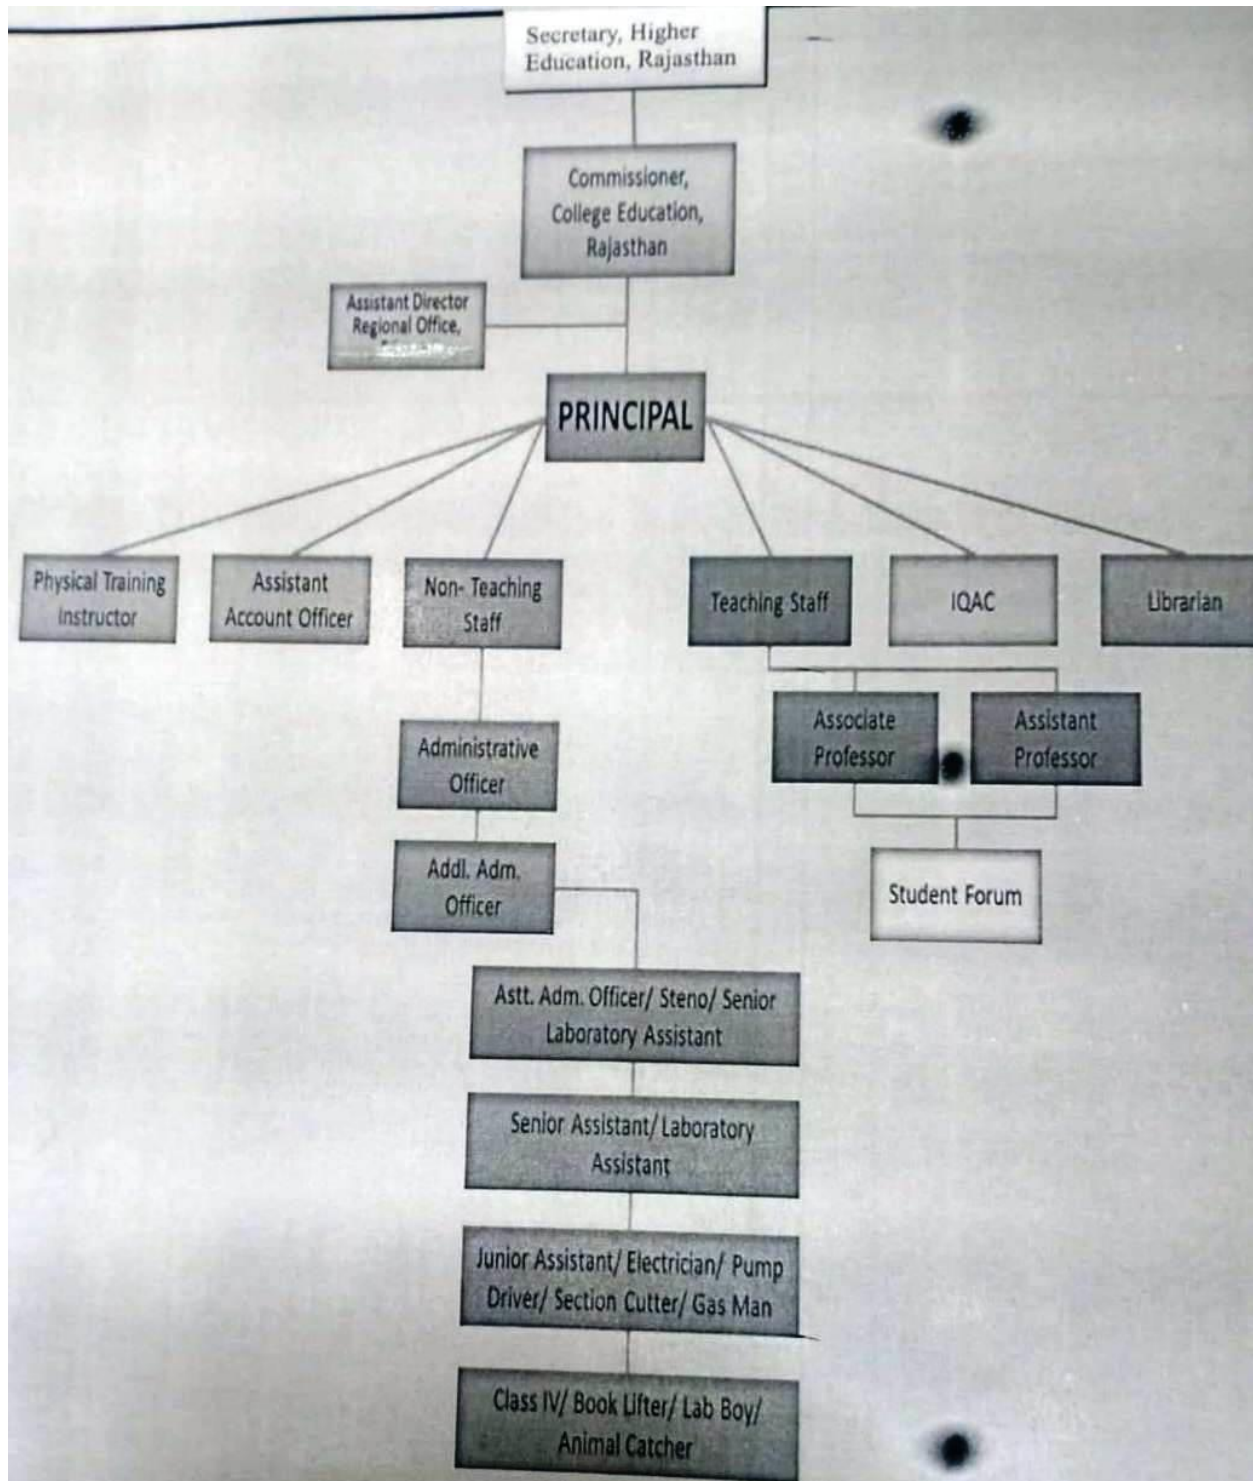 Secretary, Higher
Education, Rajasthan
Commissioner,
College Education,
Rajasthan
Assistant Director
Regional Office,
PRINCIPAL
Physical Training
Instructor
Assistant
Account Officer
Non- Teaching
Staff
Teaching Staff
IQAC
Librarian
Associate
Professor
Assistant
Professor
Administrative
Officer
Addl. Adm.
Officer
Student Forum
Astt. Adm. Officer/ Steno/ Senior
Laboratory Assistant
Senior Assistant/ Laboratory
Assistant
Junior Assistant/ Electrician/ Pump
Driver/ Section Cutter/ Gas Man
Class IV/ Book Lifter/ Lab Boy/
Animal Catcher